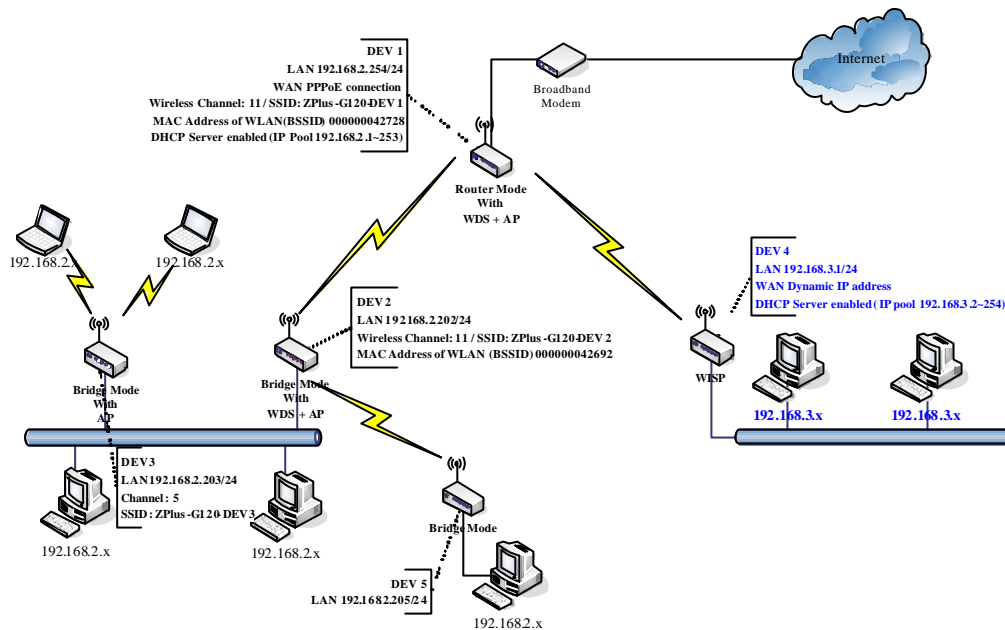 DEV 1
LAN 192.168.2.254/24
WAN PPPoE connection
Wireless Channel: 11 / SSID: ZPlus-G120-DEV 1
MAC Address of WLAN(BSSID) 000000042728
DHCP Server enabled (IP Pool 192.168.2.1~253)
Broadband
Modem
Internet
Router Mode
With
WDS + AP
192.168.2.x
192.168.2.x
DEV 4
LAN 192.168.3.1/24
WAN Dynamic IP address
DHCP Server enabled ( IP pool 192.168.3.2~254)
DEV 2
LAN 192168.2202/24
Wireless Channel: 11 / SSID: ZPlus-G120-DEV 2
MAC Address of WLAN (BSSID) 000000042692
Bridge Mode
With
AP
Bridge Mode
With
WDS + AP
WISP
192.168.3.x
192.168.3.x
DEV3
LAN192.168.2.203/24
Channel : 5
SSID : ZPlus-G120-DEV3
192.168.2.x
192.168.2.x
Bridge Mode
DEV 5
LAN 192.1682.205/24
192.168.2.x